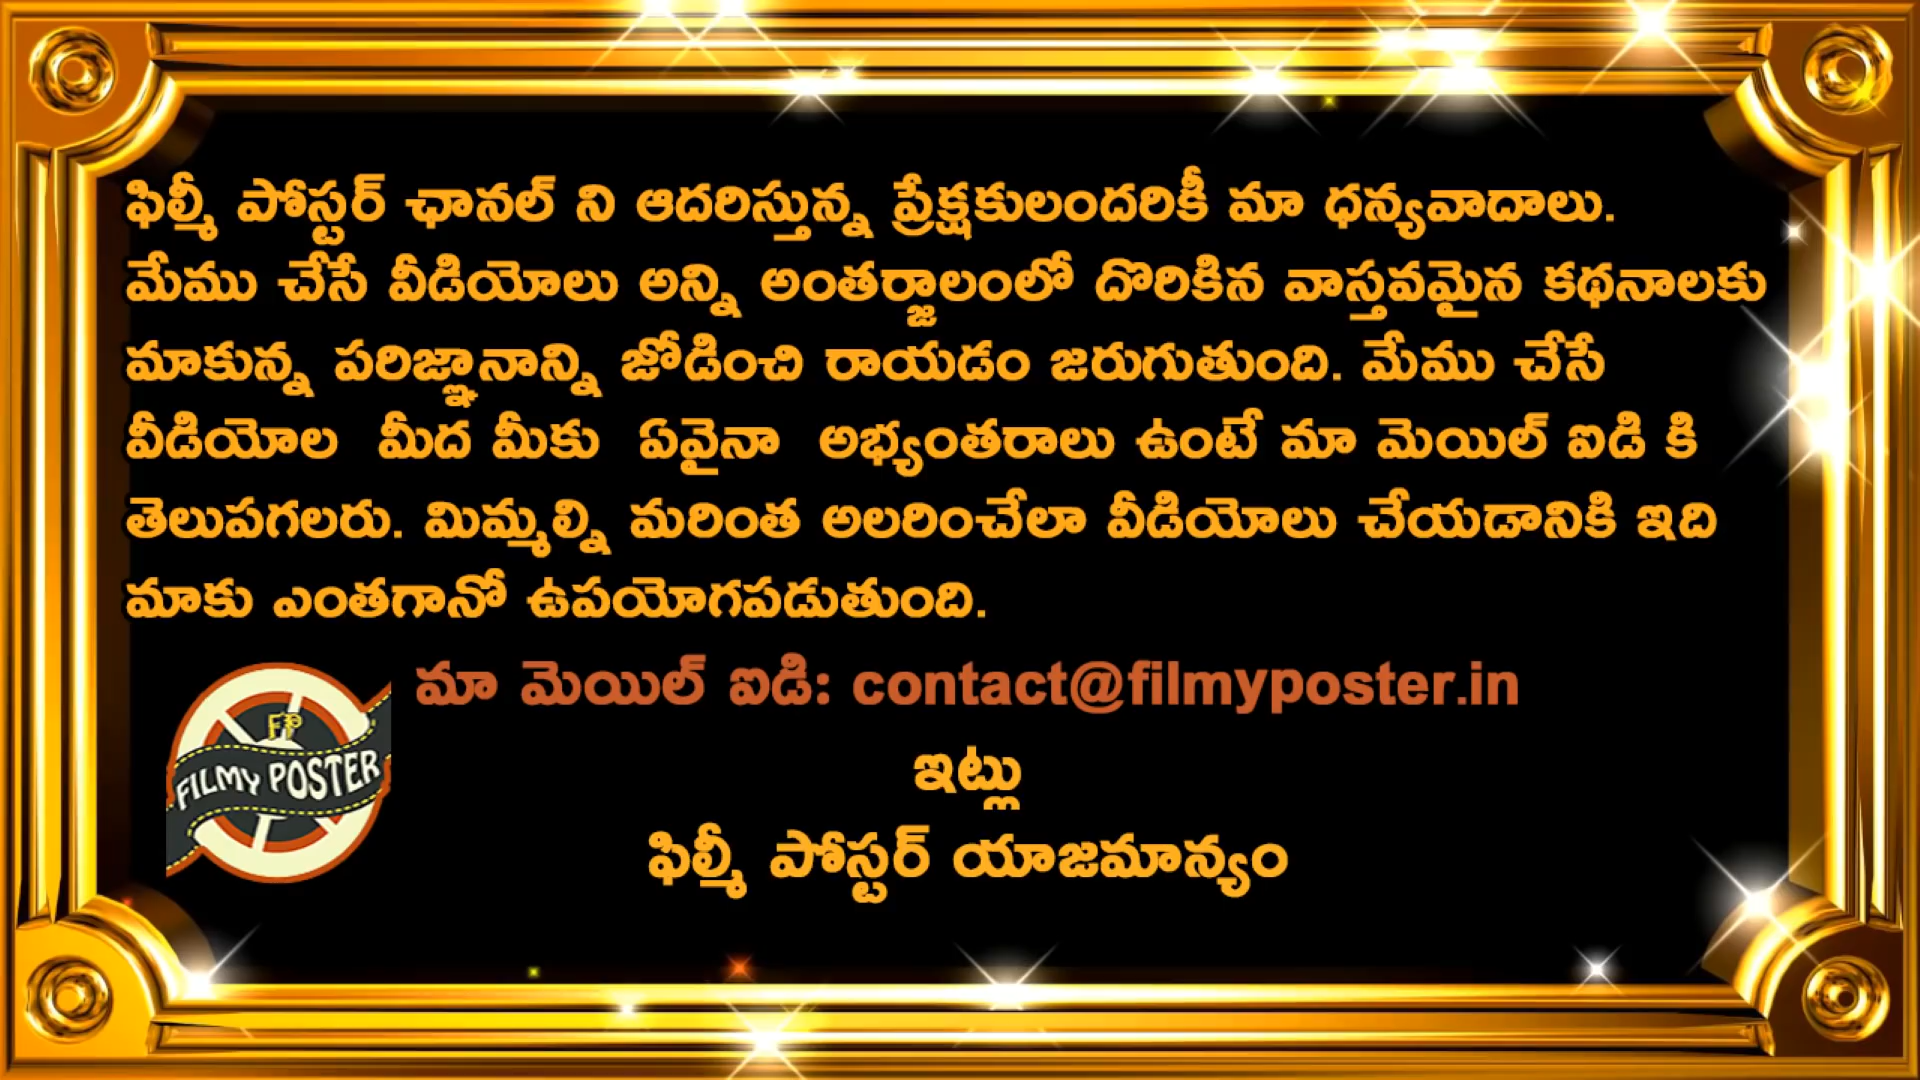 ఫిల్మీ పోస్టర్ ఛానల్ ని ఆదరిస్తున్న ప్రేక్షకులందరికీ మా ధన్యవాదాలు.
మేము చేసే వీడియోలు అన్ని అంతర్జాలంలో దొరికిన వాస్తవమైన కథనాలకు
మాకున్న పరిజ్ఞానాన్ని జోడించి రాయడం జరుగుతుంది. మేము చేసే
వీడియోల మీద మీకు ఏవైనా అభ్యంతరాలు ఉంటే మా మెయిల్ ఐడి కి
తెలుపగలరు. మిమ్మల్ని మరింత అలరించేలా వీడియోలు చేయడానికి ఇది
మాకు ఎంతగానో ఉపయోగపడుతుంది.
మా మెయిల్ ఐడి: contact@filmyposter.in
FP
FILMY POSTER
ఇట్లు
ఫిల్మీ పోస్టర్ యాజమాన్యం